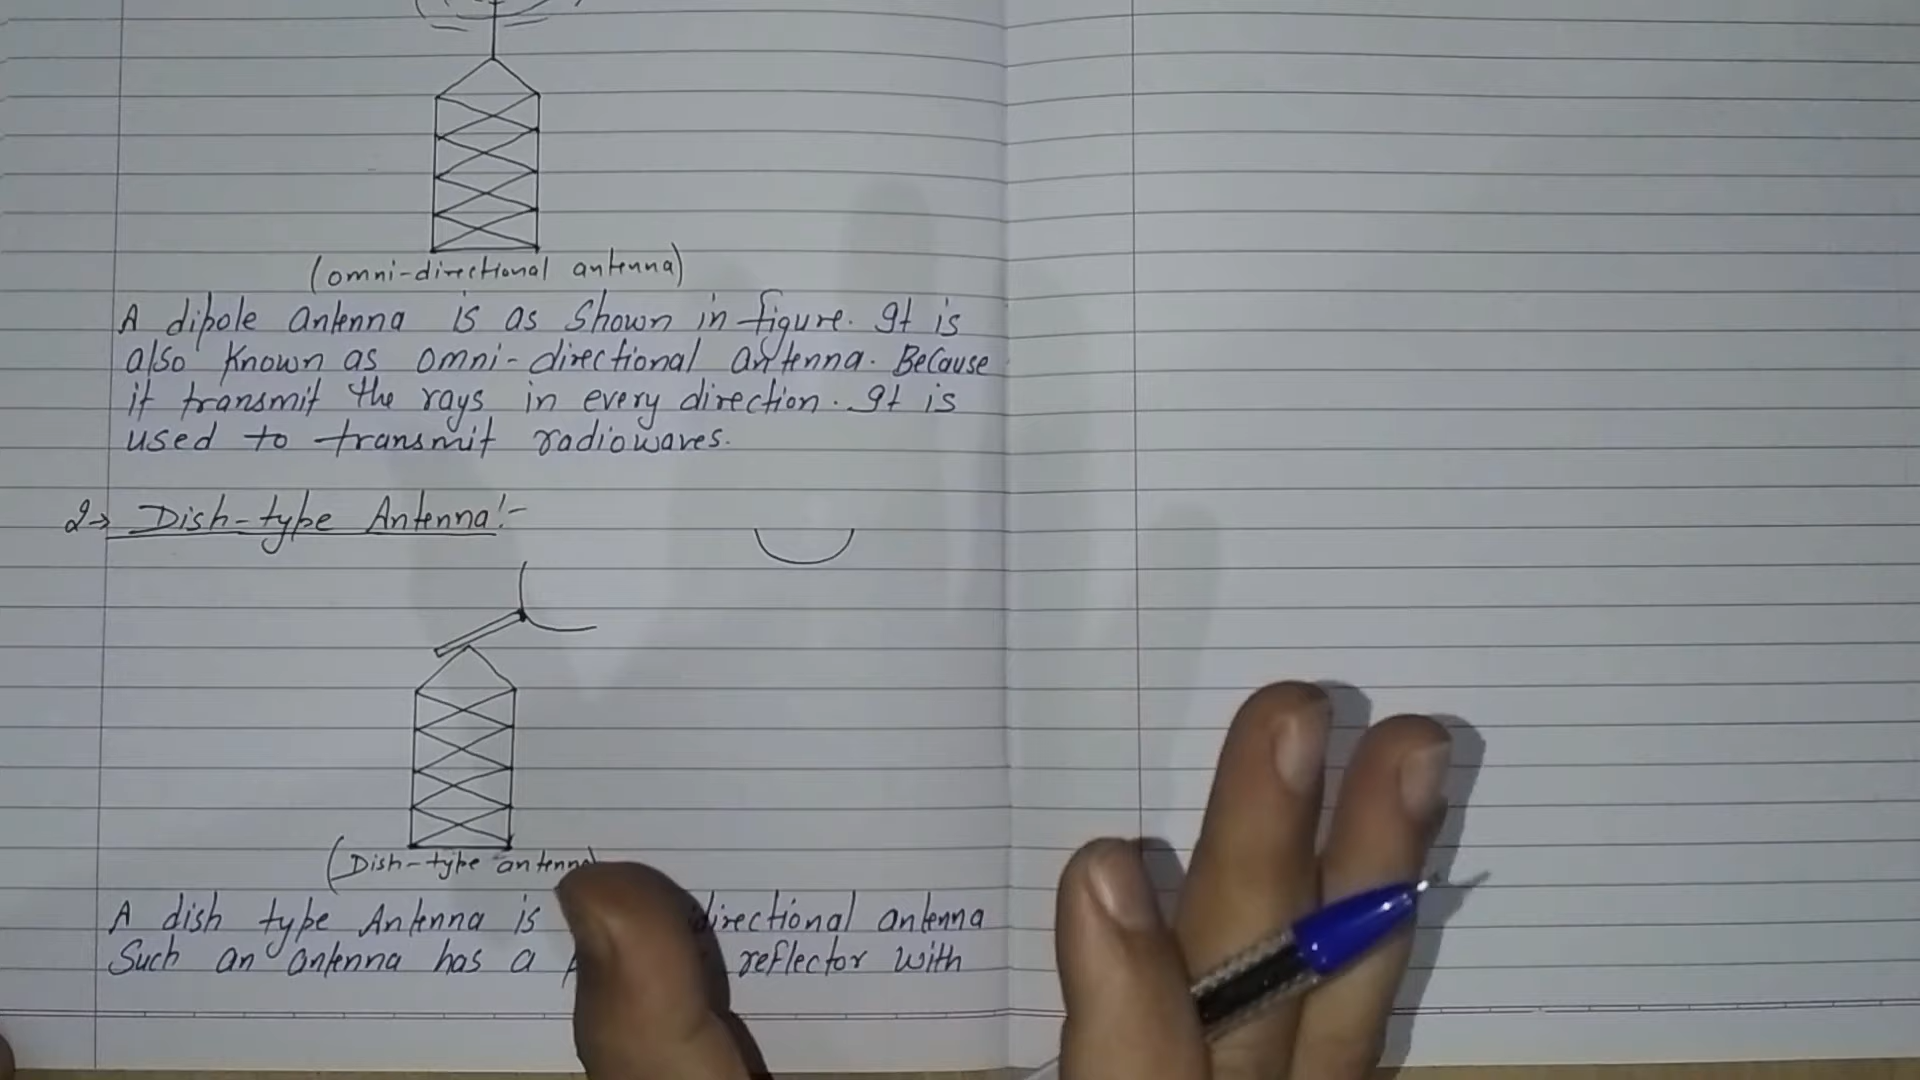 (omni-directional antenna)
A dipole antenna is as shown in figure. It is
also known as omni-directional antenna. Because
it transmit the rays in every direction. It is
used to transmit radiowaves.
2→ Dish-type Antenna:-
(Dish-type antenna)
A dish type Antenna is directional antenna
Such an antenna has a reflector with